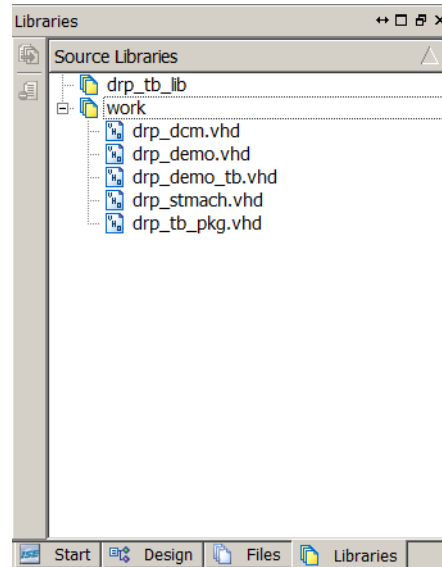 Libraries
Source Libraries
drp_tb_lib
work
drp_dcm.vhd
drp_demo.vhd
drp_demo_tb.vhd
drp_stmach.vhd
drp_tb_pkg.vhd
ISE Start Design Files Libraries